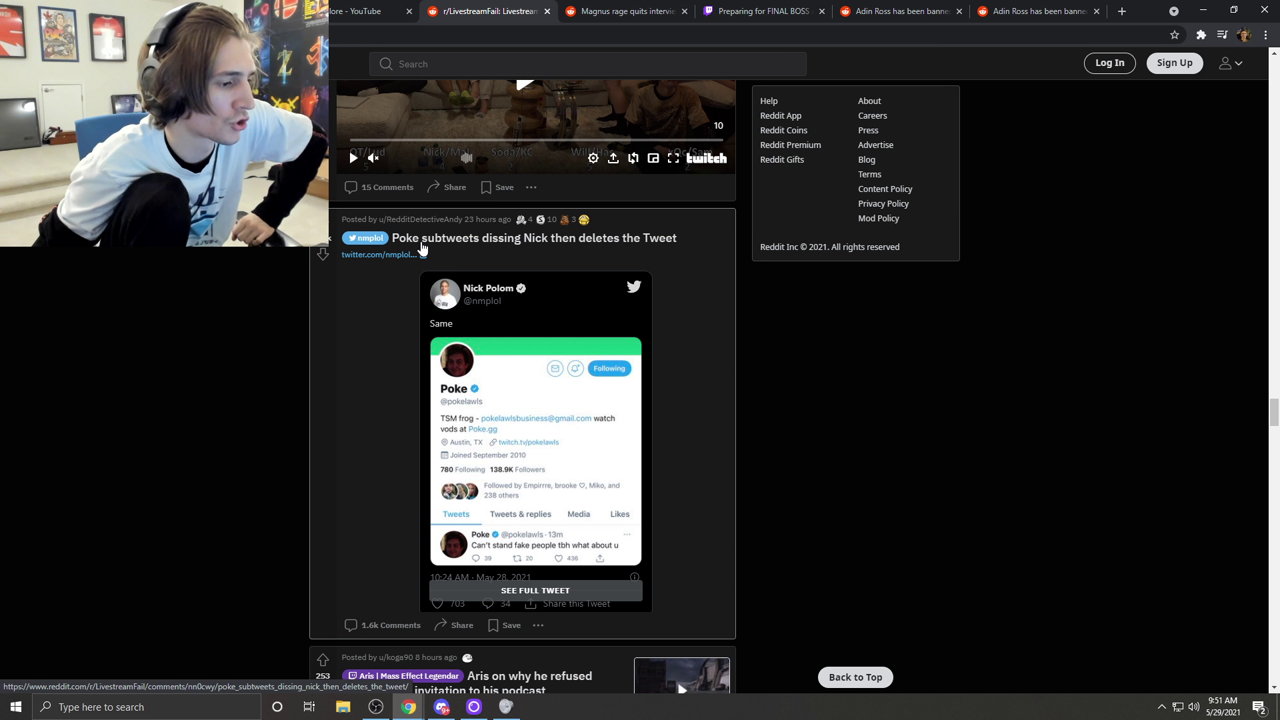 lore - YouTube
r/LivestreamFail: Livestream
Magnus rage quits interv
FINAL BOSS
Adin Ross has been banne
Adin Ross has been banne
Search
Log In
Sign Up
10
twitch
15 Comments
Share
Save
Help
About
Reddit App
Careers
Reddit Coins
Press
Reddit Premium
Advertise
Reddit Gifts
Blog
Terms
Content Policy
Privacy Policy
Mod Policy
Reddit Inc © 2021. All rights reserved
Posted by u/RedditDetectiveAndy 23 hours ago 4 10 3
nmplol Poke subtweets dissing Nick then deletes the Tweet
twitter.com/nmplol...
Nick Polom
@nmplol
Same
Following
Poke
@pokelawls
TSM frog - pokelawlsbusiness@gmail.com watch
vods at Poke.gg
Austin, TX twitch.tv/pokelawls
Joined September 2010
780 Following 138.9K Followers
Followed by Empirrre, brooke ♡, Miko, and
238 others
Tweets Tweets & replies Media Likes
Poke @pokelawls · 13m
Can't stand fake people tbh what about u
39 20 436
10:24 AM · May 28, 2021
SEE FULL TWEET
703 34 Share this Tweet
1.6k Comments
Share
Save
Posted by u/koga90 8 hours ago
253
Aris | Mass Effect Legendar Aris on why he refused
invitation to his podcast
Back to Top
https://www.reddit.com/r/LivestreamFail/comments/nn0cwy/poke_subtweets_dissing_nick_then_deletes_the_tweet/
Type here to search
9:51 AM
5/29/2021